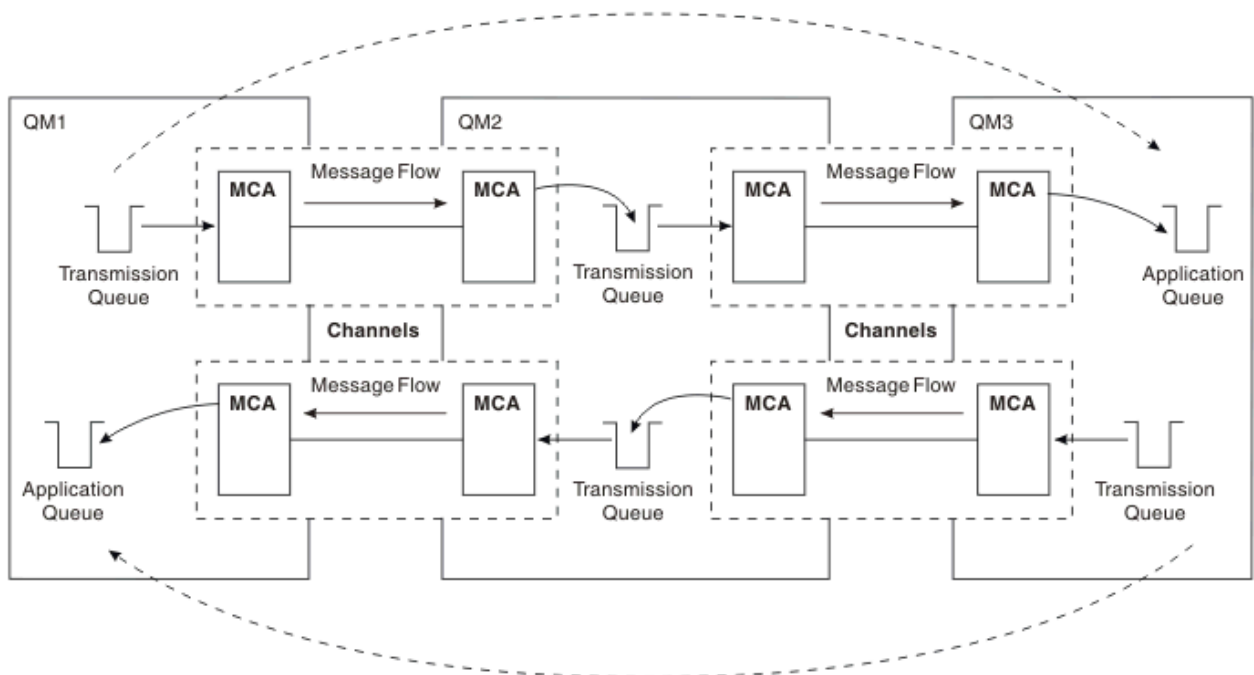 QM1
QM2
QM3
MCA
Message Flow
MCA
MCA
Message Flow
MCA
Transmission
Queue
Transmission
Queue
Application
Queue
Channels
Channels
MCA
Message Flow
MCA
MCA
Message Flow
MCA
Application
Queue
Transmission
Queue
Transmission
Queue